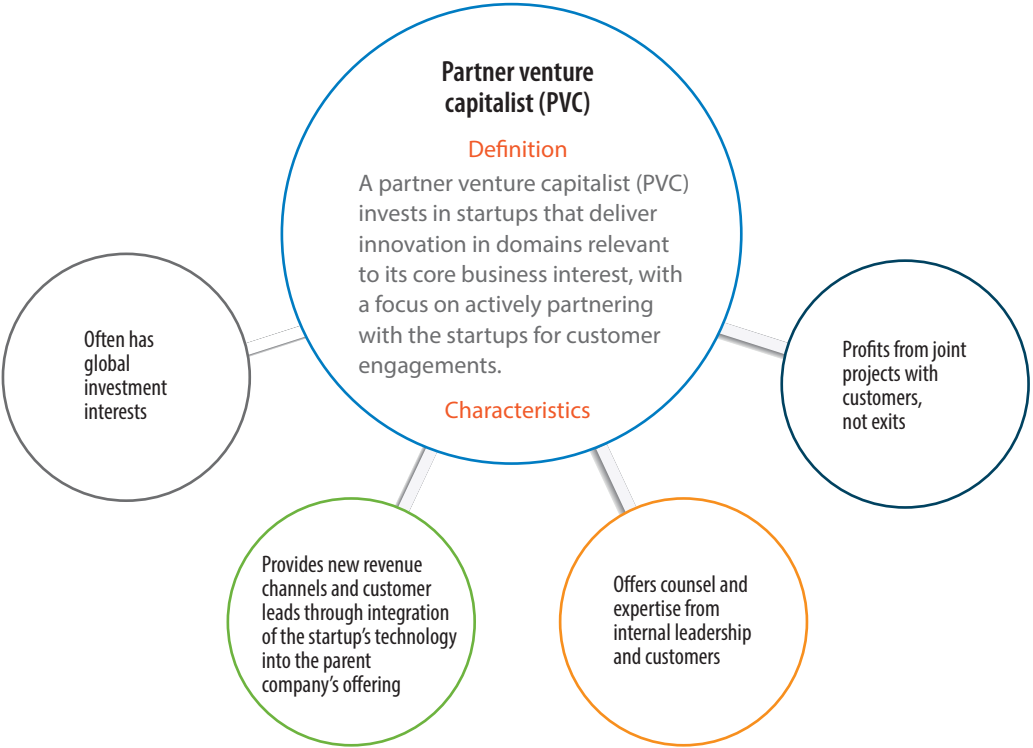 Partner venture
capitalist (PVC)
Definition
A partner venture capitalist (PVC)
invests in startups that deliver
innovation in domains relevant
to its core business interest, with
a focus on actively partnering
with the startups for customer
engagements.
Characteristics
Often has
global
investment
interests
Provides new revenue
channels and customer
leads through integration
of the startup's technology
into the parent
company's offering
Offers counsel and
expertise from
internal leadership
and customers
Profits from joint
projects with
customers,
not exits